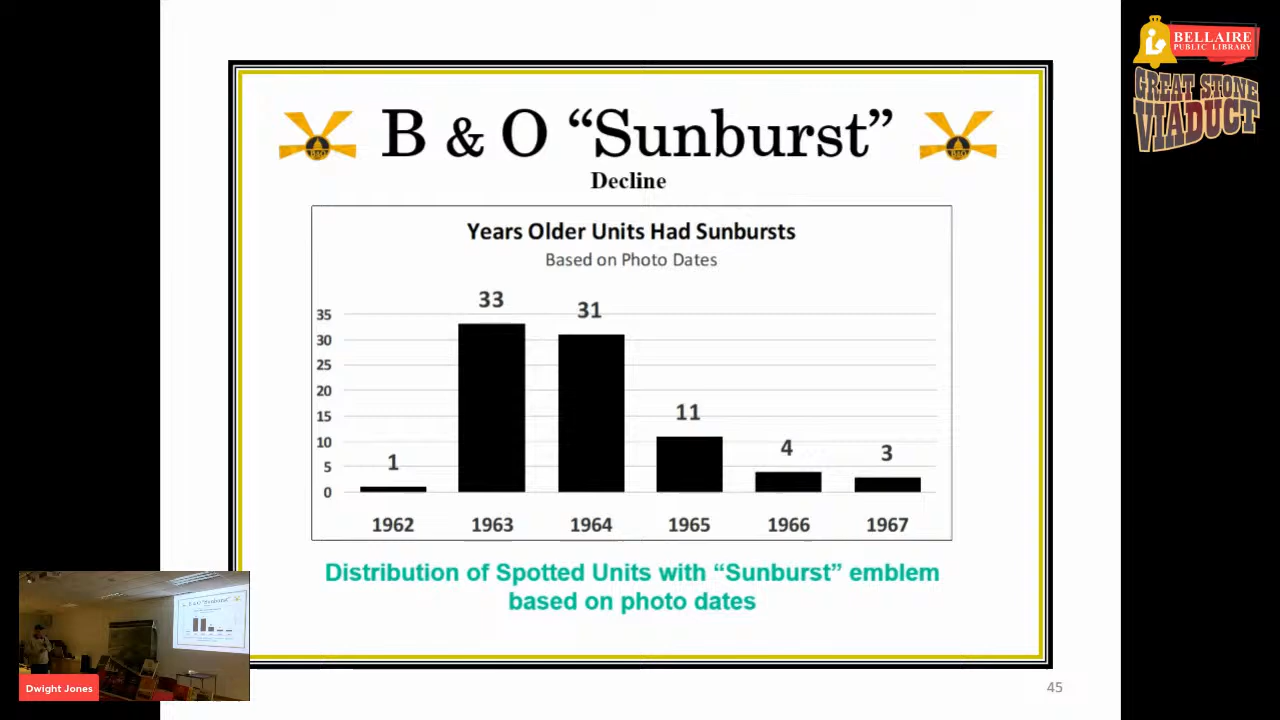 BELLAIRE
PUBLIC LIBRARY
GREAT STONE
VIADUCT
B & O “Sunburst”
Decline
Years Older Units Had Sunbursts
Based on Photo Dates
35
30
25
20
15
10
5
0
1
33
31
11
4
3
1962
1963
1964
1965
1966
1967
Distribution of Spotted Units with “Sunburst” emblem
based on photo dates
Dwight Jones
45